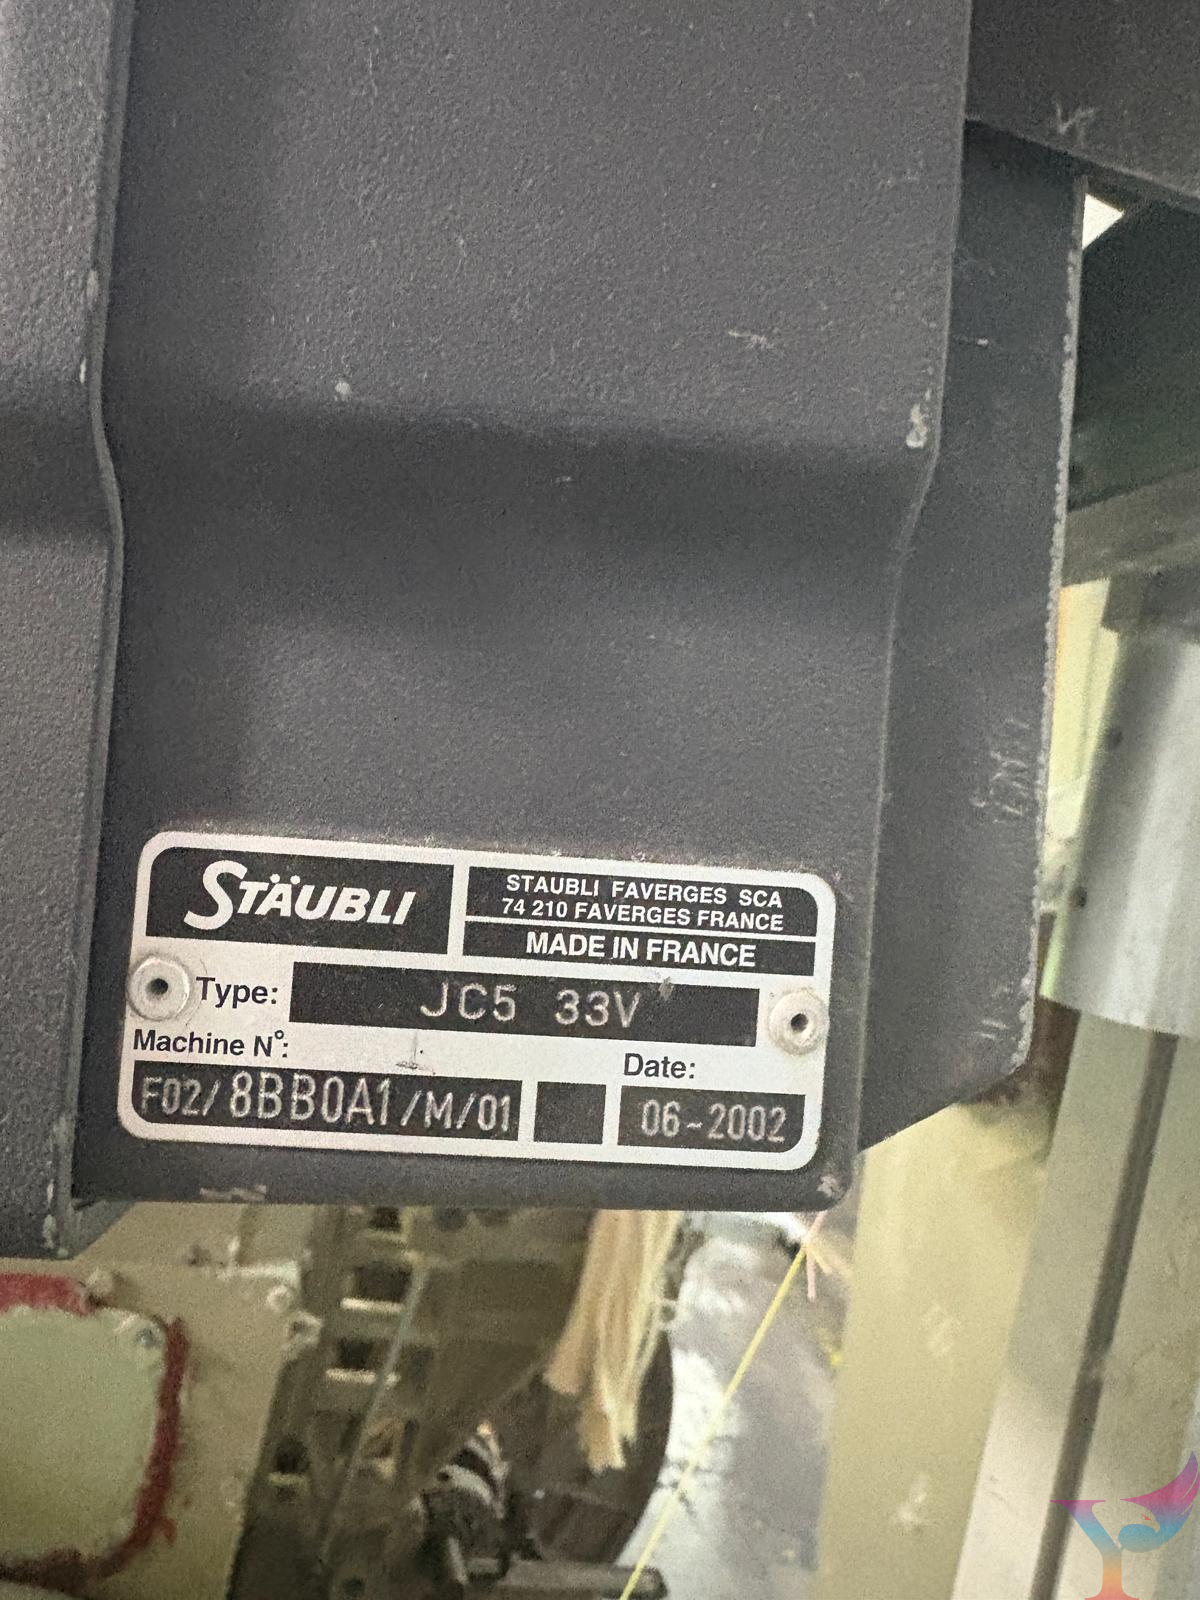 STÄUBLI
STAUBLI FAVERGES SCA
74 210 FAVERGES FRANCE
MADE IN FRANCE
Type: JC5 33V
Machine N°:
F02/8BB0A1/M/01
Date:
06-2002